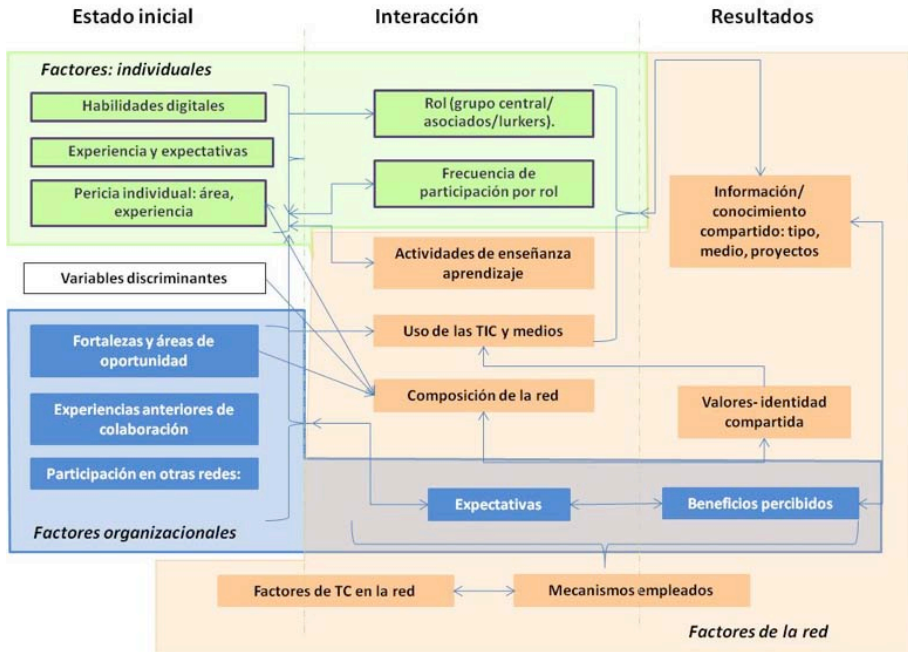 Estado inicial
Interacción
Resultados
Factores: individuales
Habilidades digitales
Experiencia y expectativas
Pericia individual: área,
experiencia
Rol (grupo central/
asociados/lurkers).
Frecuencia de
participación por rol
Información/
conocimiento
compartido: tipo,
medio, proyectos
Actividades de enseñanza
aprendizaje
Variables discriminantes
Uso de las TIC y medios
Fortalezas y áreas de
oportunidad
Composición de la red
Valores- identidad
compartida
Experiencias anteriores de
colaboración
Participación en otras redes:
Expectativas
Beneficios percibidos
Factores organizacionales
Factores de TC en la red
Mecanismos empleados
Factores de la red